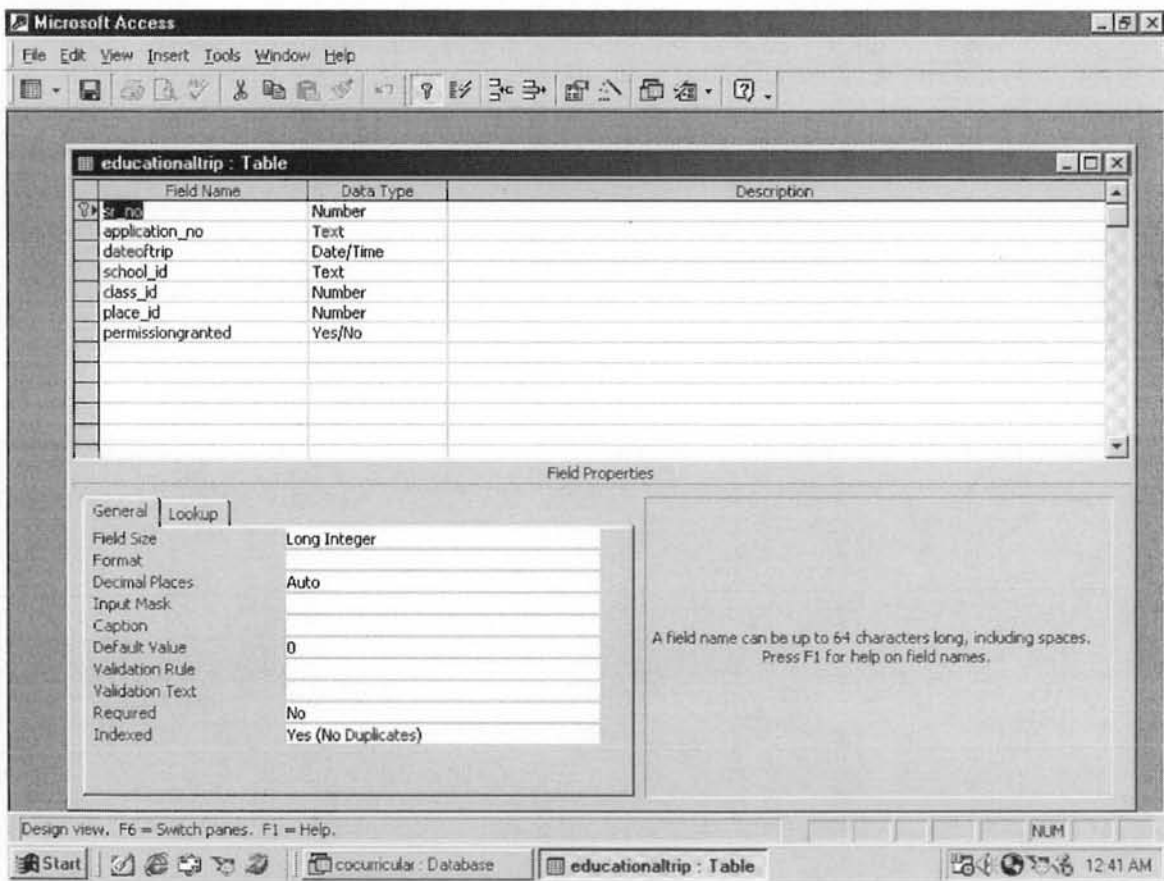 Microsoft Access
File Edit View Insert Tools Window Help
educationaltrip : Table
Field Name Data Type Description
sr_no Number
application_no Text
dateoftrip Date/Time
school_id Text
class_id Number
place_id Number
permissiongranted Yes/No
Field Properties
General Lookup
Field Size Long Integer
Format
Decimal Places Auto
Input Mask
Caption
Default Value 0
Validation Rule
Validation Text
Required No
Indexed Yes (No Duplicates)
A field name can be up to 64 characters long, including spaces.
Press F1 for help on field names.
Design view. F6 = Switch panes. F1 = Help.
NUM
Start cocurricular : Database educationaltrip : Table 12:41 AM